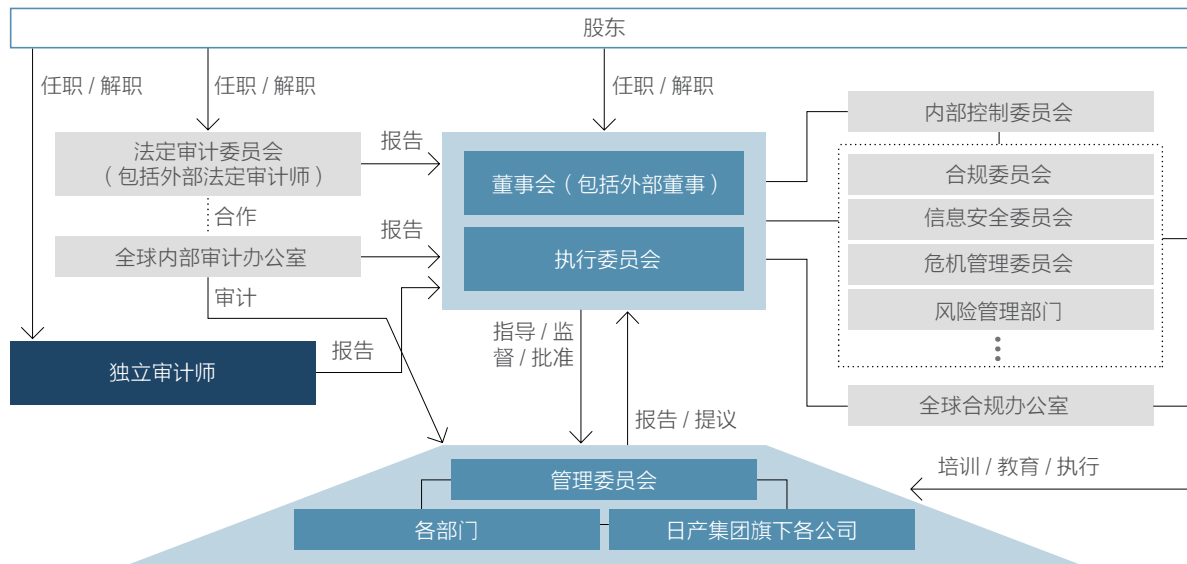 股东
任职 / 解职
任职 / 解职
任职 / 解职
法定审计委员会
（包括外部法定审计师）
报告
合作
全球内部审计办公室
报告
审计
独立审计师
报告
董事会（包括外部董事）
执行委员会
内部控制委员会
合规委员会
信息安全委员会
危机管理委员会
风险管理部门
全球合规办公室
指导 / 监
督 / 批准
报告 / 提议
培训 / 教育 / 执行
管理委员会
各部门
日产集团旗下各公司